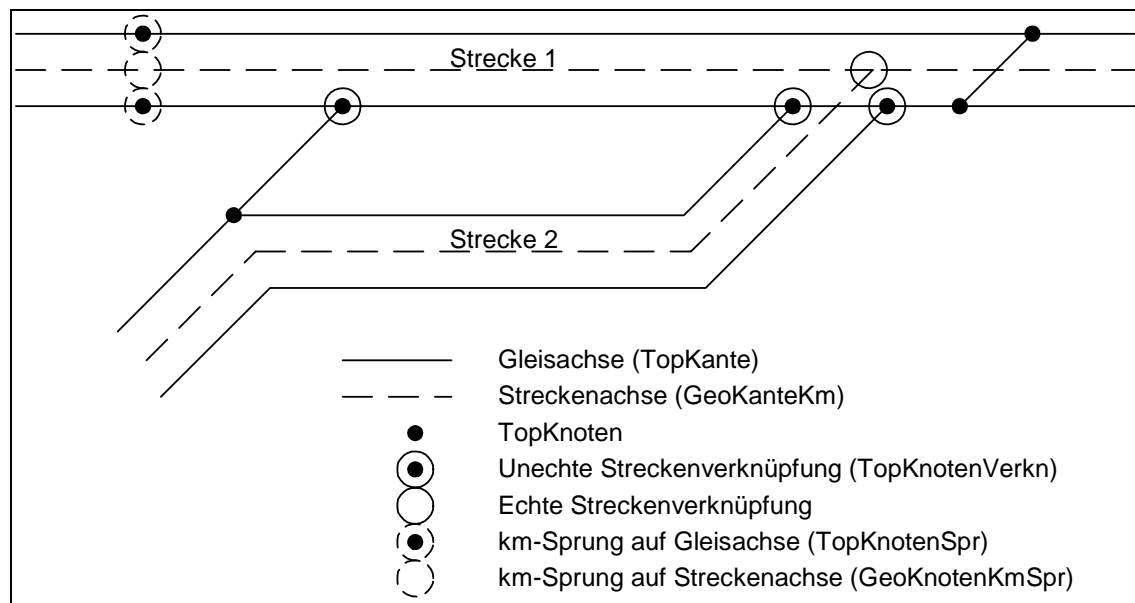 Strecke 1
Strecke 2
Gleisachse (TopKante)
Streckenachse (GeoKanteKm)
TopKnoten
Unechte Streckenverknüpfung (TopKnotenVerkn)
Echte Streckenverknüpfung
km-Sprung auf Gleisachse (TopKnotenSpr)
km-Sprung auf Streckenachse (GeoKnotenKmSpr)